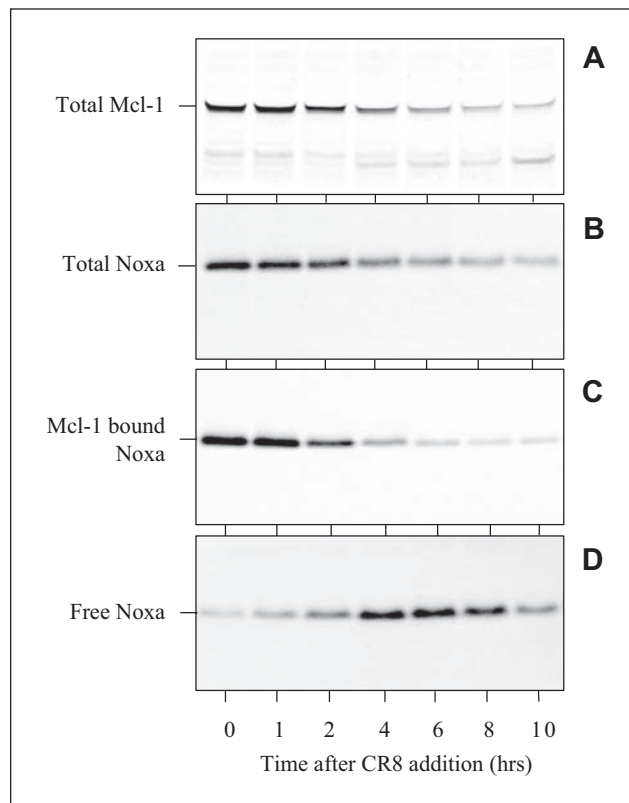 A
Total Mcl-1
B
Total Noxa
C
Mcl-1 bound
Noxa
D
Free Noxa
0 1 2 4 6 8 10
Time after CR8 addition (hrs)